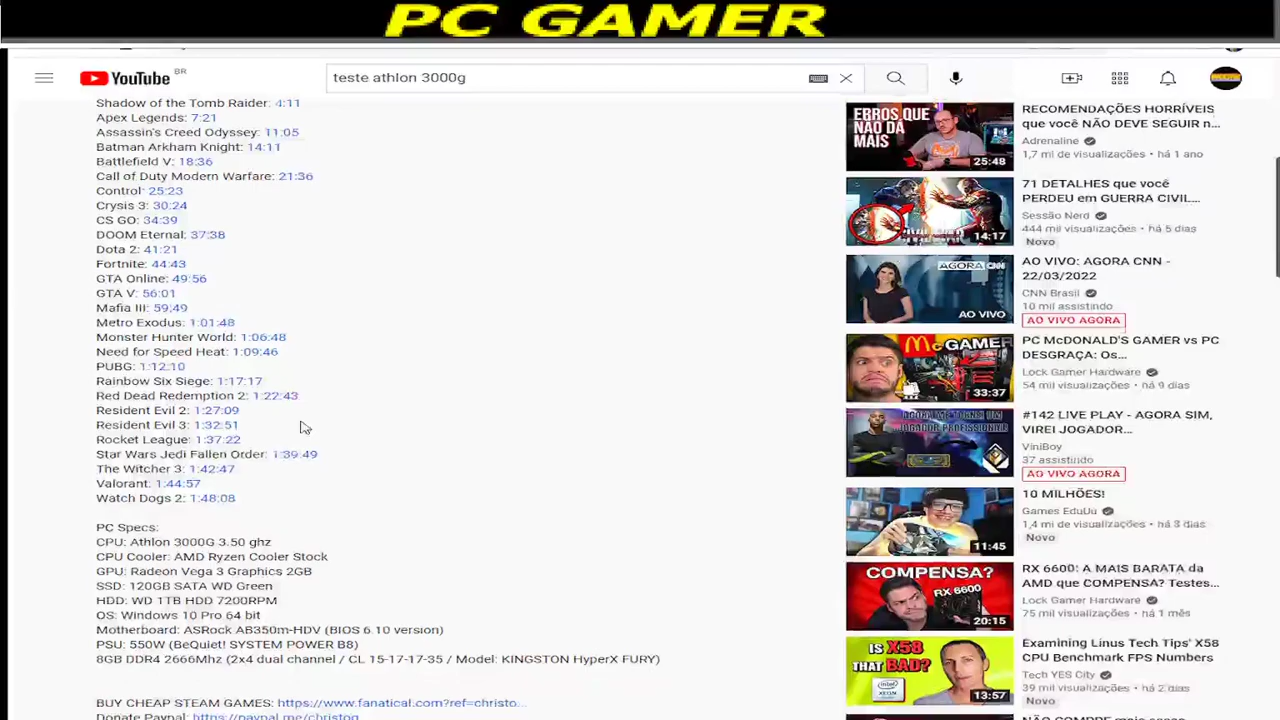 PC GAMER
YouTube BR
teste athlon 3000g
Shadow of the Tomb Raider: 4:11
Apex Legends: 7:21
Assassin's Creed Odyssey: 11:05
Batman Arkham Knight: 14:11
Battlefield V: 18:36
Call of Duty Modern Warfare: 21:36
Control: 25:23
Crysis 3: 30:24
CS GO: 34:39
DOOM Eternal: 37:38
Dota 2: 41:21
Fortnite: 44:43
GTA Online: 49:56
GTA V: 56:01
Mafia III: 59:49
Metro Exodus: 1:01:48
Monster Hunter World: 1:06:48
Need for Speed Heat: 1:09:46
PUBG: 1:12:10
Rainbow Six Siege: 1:17:17
Red Dead Redemption 2: 1:22:43
Resident Evil 2: 1:27:09
Resident Evil 3: 1:32:51
Rocket League: 1:37:22
Star Wars Jedi Fallen Order: 1:39:49
The Witcher 3: 1:42:47
Valorant: 1:44:57
Watch Dogs 2: 1:48:08
PC Specs:
CPU: Athlon 3000G 3.50 ghz
CPU Cooler: AMD Ryzen Cooler Stock
GPU: Radeon Vega 3 Graphics 2GB
SSD: 120GB SATA WD Green
HDD: WD 1TB HDD 7200RPM
OS: Windows 10 Pro 64 bit
Motherboard: ASRock AB350m-HDV (BIOS 6.10 version)
PSU: 550W (BeQuiet! SYSTEM POWER B8)
8GB DDR4 2666Mhz (2x4 dual channel / CL 15-17-17-35 / Model: KINGSTON HyperX FURY)
BUY CHEAP STEAM GAMES: https://www.fanatical.com?ref=christo...
Donate Paypal: https://paypal.me/christog
ERROS QUE
NÃO DÁ
MAIS
25:48
RECOMENDAÇÕES HORRÍVEIS
que você NÃO DEVE SEGUIR n...
Adrenaline
1,7 mi de visualizações • há 1 ano
14:17
71 DETALHES que você
PERDEU em GUERRA CIVIL...
Sessão Nerd
444 mil visualizações • há 5 dias
Novo
AGORA CNN
AO VIVO
AO VIVO: AGORA CNN -
22/03/2022
CNN Brasil
10 mil assistindo
AO VIVO AGORA
GAMER
33:37
PC McDONALD'S GAMER vs PC
DESGRAÇA: Os...
Lock Gamer Hardware
54 mil visualizações • há 9 dias
AGORA ME TORNEI UM
JOGADOR PROFISSIONAL
#142 LIVE PLAY - AGORA SIM,
VIREI JOGADOR...
ViniBoy
37 assistindo
AO VIVO AGORA
11:45
10 MILHÕES!
Games EduUu
1,4 mi de visualizações • há 3 dias
Novo
COMPENSA?
RX 6600
20:15
RX 6600: A MAIS BARATA da
AMD que COMPENSA? Testes...
Lock Gamer Hardware
75 mil visualizações • há 1 mês
IS X58
THAT BAD?
intel
XEON
13:57
Examining Linus Tech Tips' X58
CPU Benchmark FPS Numbers
Tech YES City
39 mil visualizações • há 2 dias
Novo